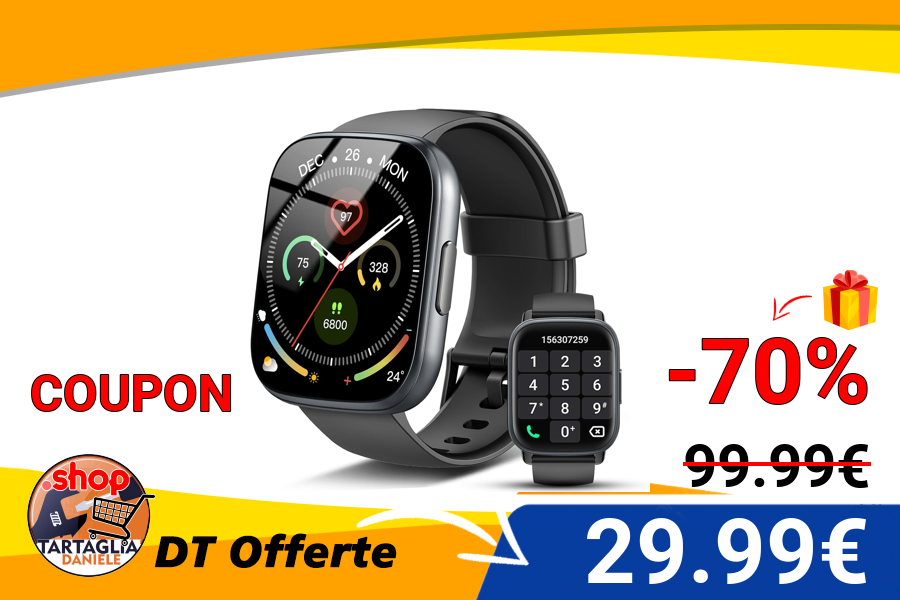 DEC • 26 • MON
97
75
328
6800
24°
156307259
1 2 3
4 5 6
7* 8 9#
0+
COUPON
-70%
99.99€
29.99€
.shop
TARTAGLIA
DANIELE
DT Offerte